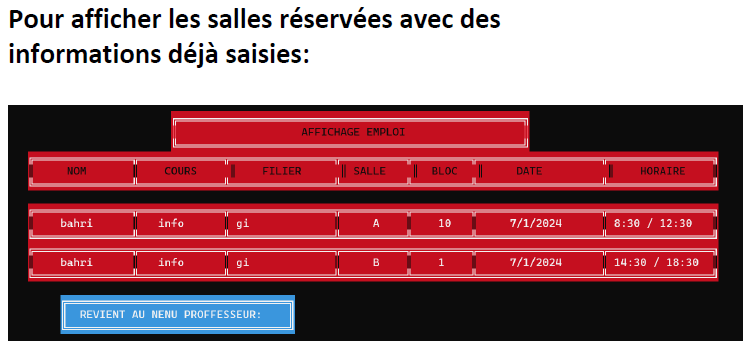 Pour afficher les salles réservées avec des
informations déjà saisies:
AFFICHAGE EMPLOI
NOM COURS FILIER SALLE BLOC DATE HORAIRE
bahri info gi A 10 7/1/2024 8:30 / 12:30
bahri info gi B 1 7/1/2024 14:30 / 18:30
REVIENT AU NENU PROFFESSEUR: